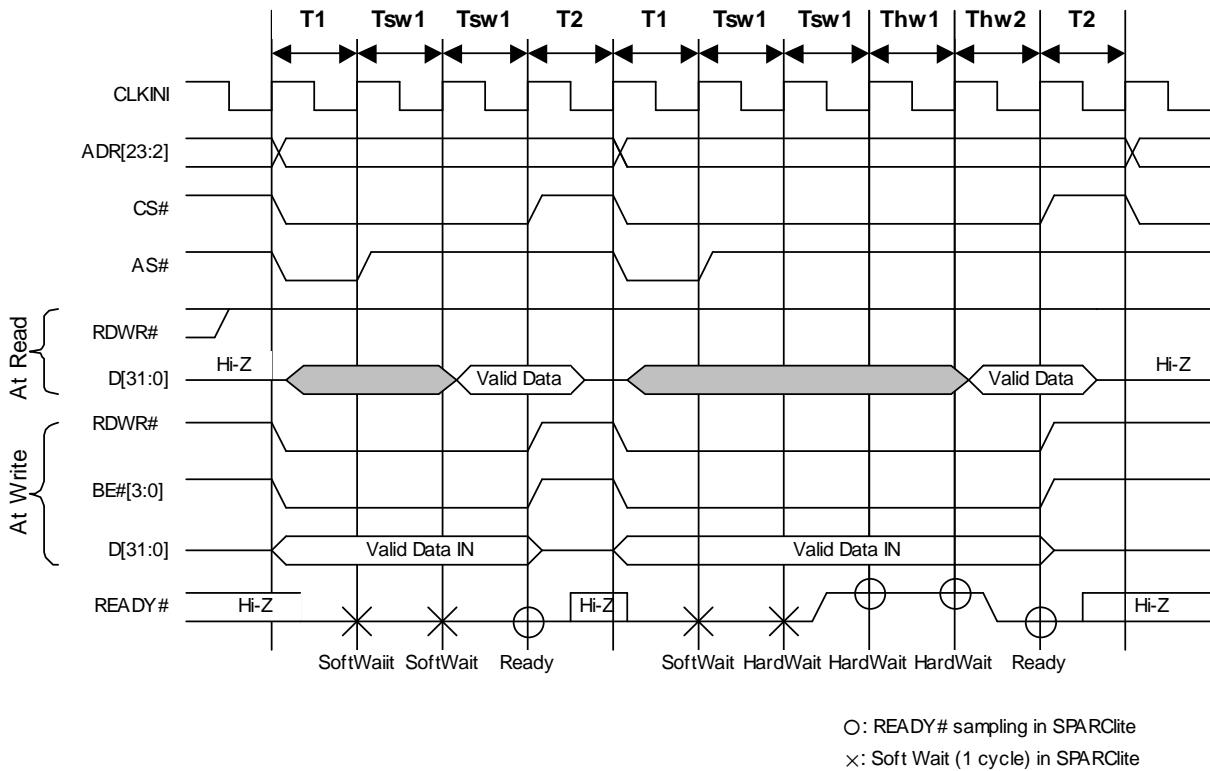 T1 Tsw1 Tsw1 T2 T1 Tsw1 Tsw1 Thw1 Thw2 T2
CLKINI
ADR[23:2]
CS#
AS#
At Read
RDWR#
Hi-Z
D[31:0] Valid Data Valid Data Hi-Z
At Write
RDWR#
BE#[3:0]
D[31:0] Valid Data IN Valid Data IN
READY# Hi-Z Hi-Z Hi-Z
SoftWaiit SoftWait Ready SoftWait HardWait HardWait HardWait Ready
O: READY# sampling in SPARClite
×: Soft Wait (1 cycle) in SPARClite